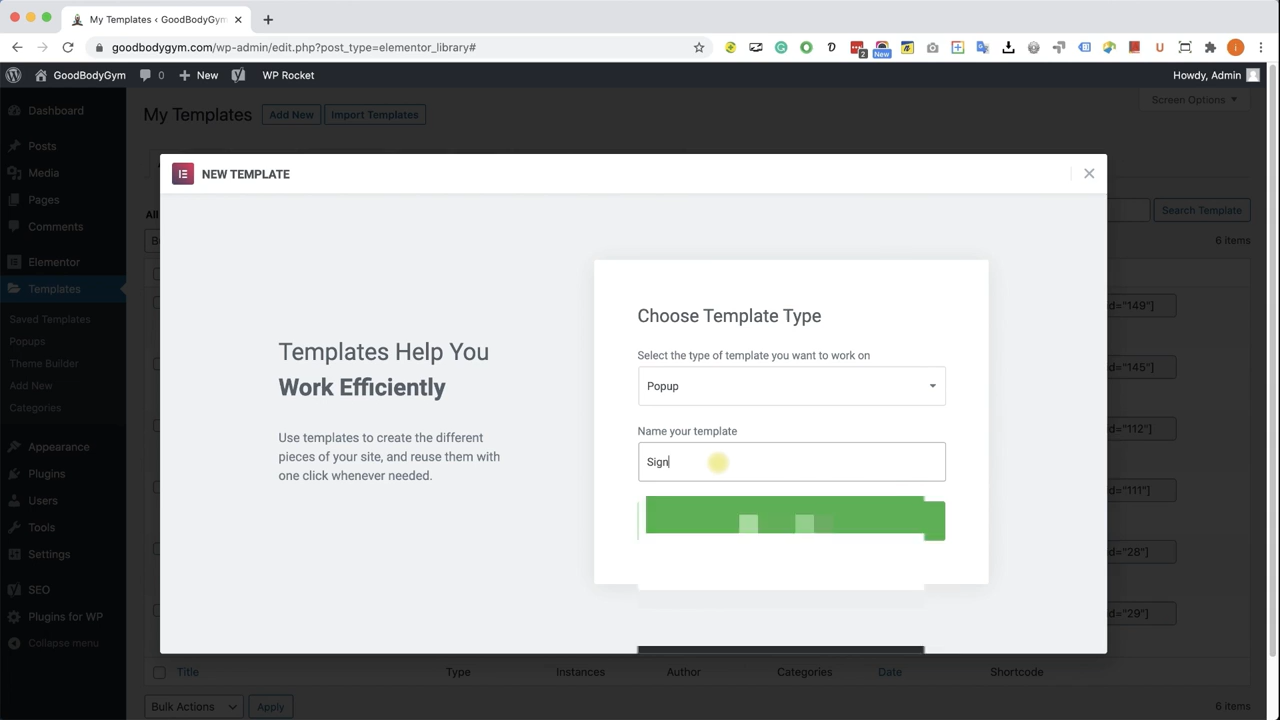 My Templates ‹ GoodBodyGym
goodbodygym.com/wp-admin/edit.php?post_type=elementor_library#
2
New
GoodBodyGym
0
New
WP Rocket
Howdy, Admin
Dashboard
Posts
Media
Pages
Comments
Elementor
Templates
Saved Templates
Popups
Theme Builder
Add New
Categories
Appearance
Plugins
Users
Tools
Settings
SEO
Plugins for WP
Collapse menu
My Templates
Add New
Import Templates
Screen Options
All
Search Template
6 items
NEW TEMPLATE
Templates Help You
Work Efficiently
Use templates to create the different
pieces of your site, and reuse them with
one click whenever needed.
Choose Template Type
Select the type of template you want to work on
Popup
Name your template
Sign
d="149"]
d="145"]
d="112"]
d="111"]
d="28"]
d="29"]
Title
Type
Instances
Author
Categories
Date
Shortcode
Bulk Actions
Apply
6 items